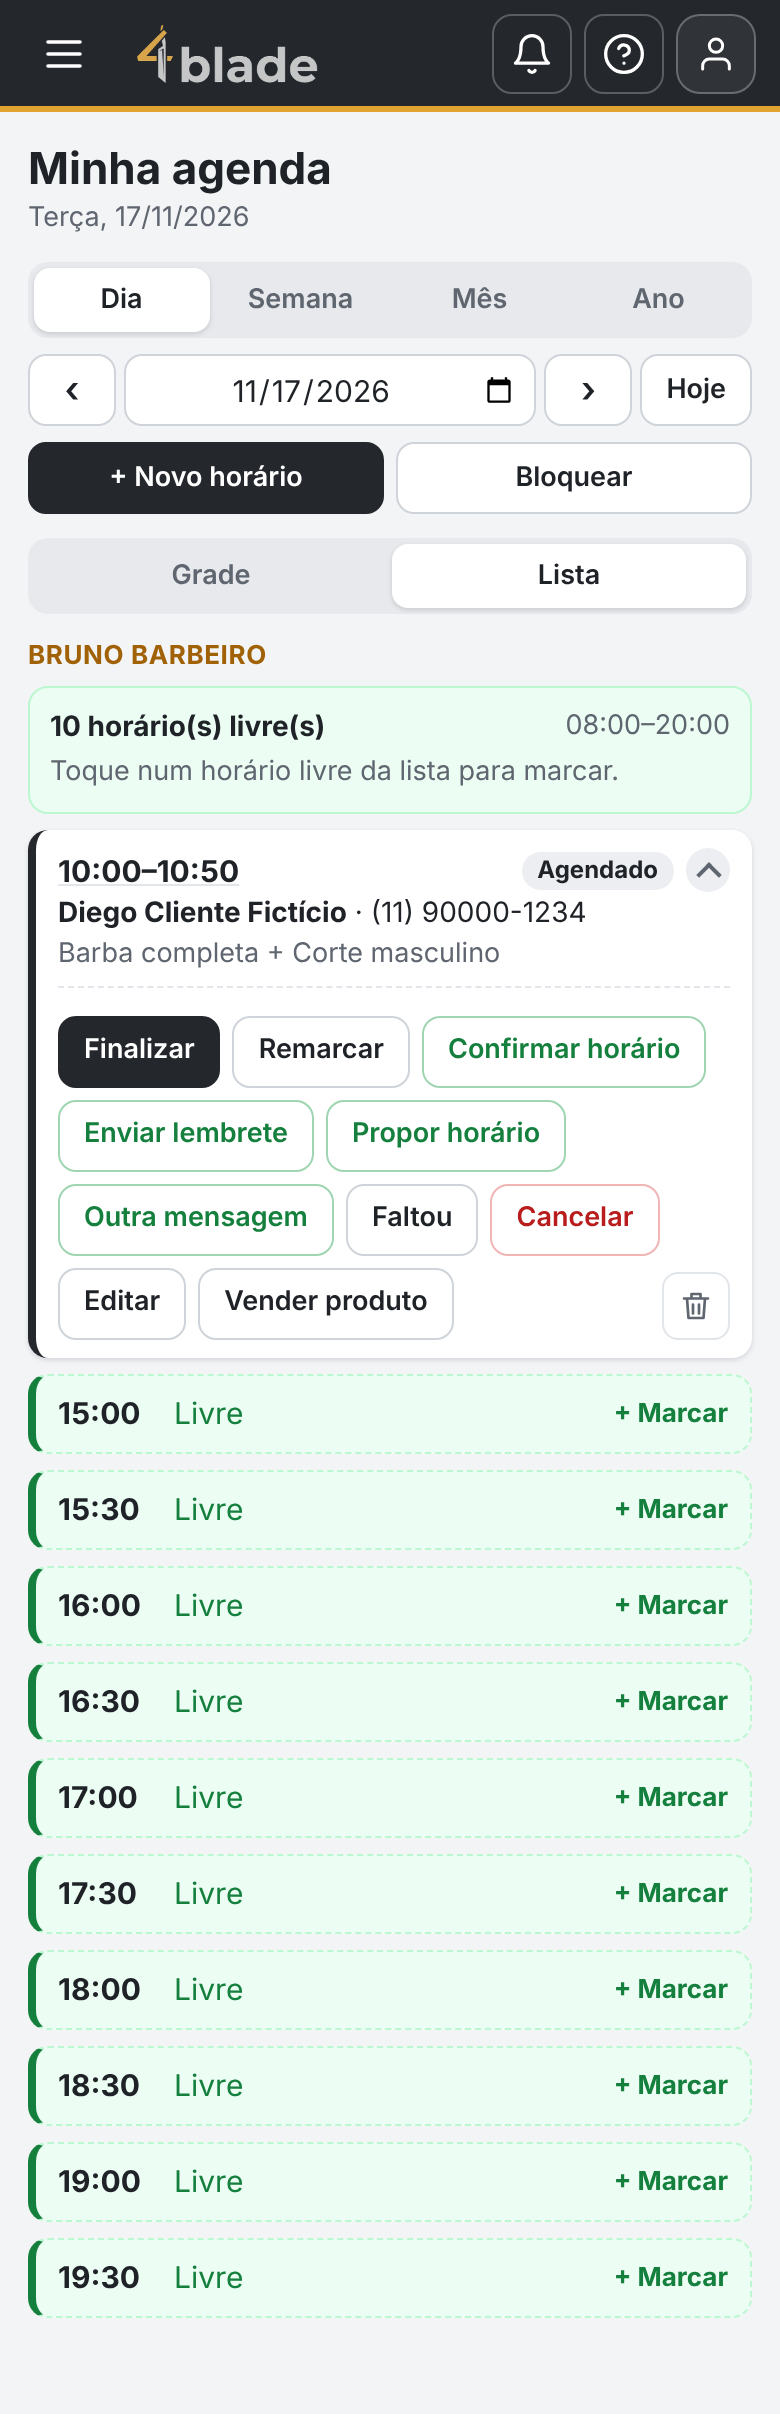 4blade
Minha agenda
Terça, 17/11/2026
Dia Semana Mês Ano
‹ 11/17/2026 › Hoje
+ Novo horário Bloquear
Grade Lista
BRUNO BARBEIRO
10 horário(s) livre(s) 08:00–20:00
Toque num horário livre da lista para marcar.
10:00–10:50 Agendado
Diego Cliente Fictício · (11) 90000-1234
Barba completa + Corte masculino
Finalizar Remarcar Confirmar horário
Enviar lembrete Propor horário
Outra mensagem Faltou Cancelar
Editar Vender produto
15:00 Livre + Marcar
15:30 Livre + Marcar
16:00 Livre + Marcar
16:30 Livre + Marcar
17:00 Livre + Marcar
17:30 Livre + Marcar
18:00 Livre + Marcar
18:30 Livre + Marcar
19:00 Livre + Marcar
19:30 Livre + Marcar